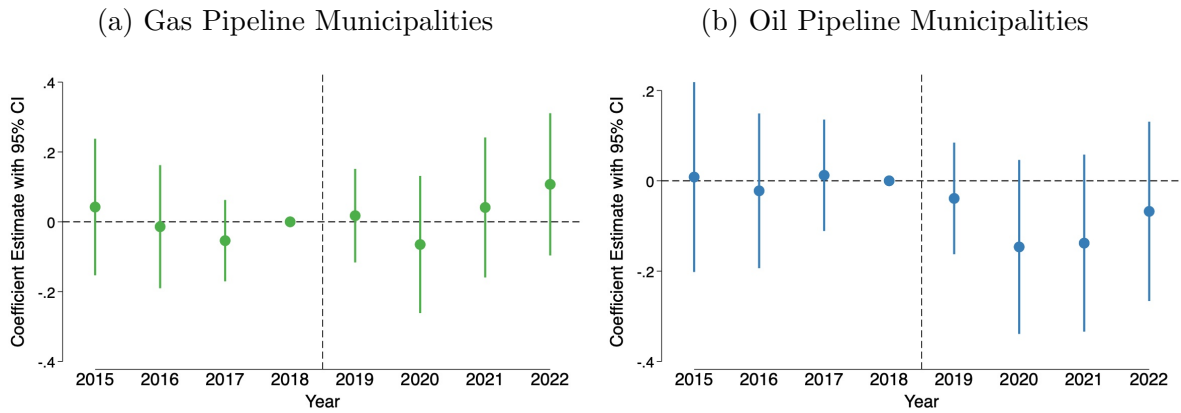 (a) Gas Pipeline Municipalities
Coefficient Estimate with 95% CI
.4
.2
0
-.2
-.4
2015 2016 2017 2018 2019 2020 2021 2022
Year
(b) Oil Pipeline Municipalities
Coefficient Estimate with 95% CI
.2
0
-.2
-.4
2015 2016 2017 2018 2019 2020 2021 2022
Year